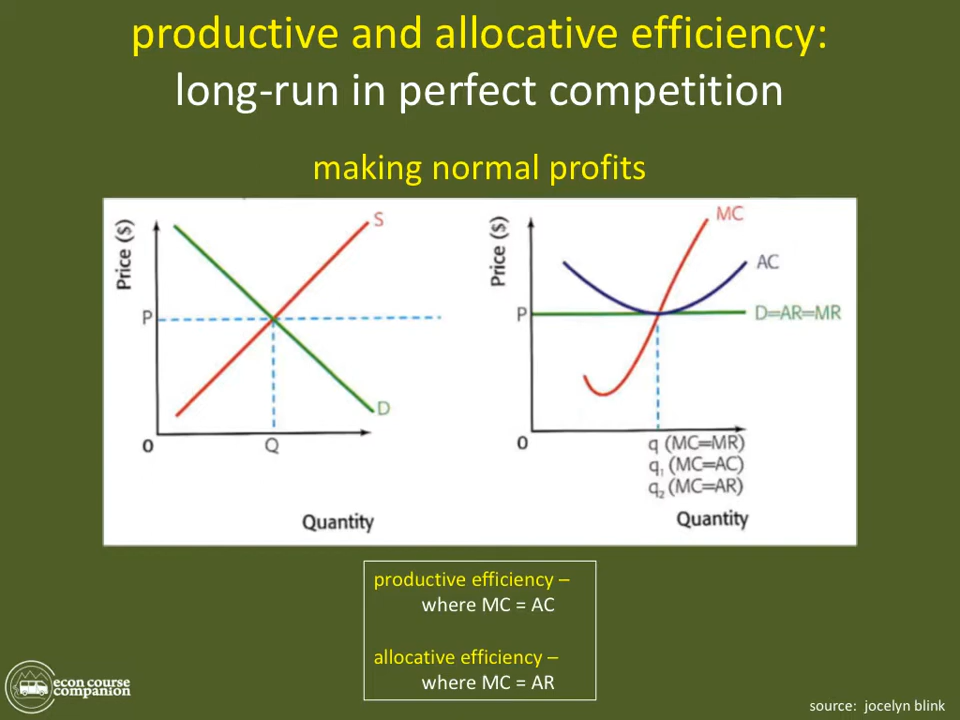 productive and allocative efficiency:
long-run in perfect competition
making normal profits
Price ($)
S
P
D
0
Q
Quantity
Price ($)
MC
AC
P
D=AR=MR
0
q (MC=MR)
q₁ (MC=AC)
q₂ (MC=AR)
Quantity
productive efficiency –
where MC = AC
allocative efficiency –
where MC = AR
econ course
companion
source: jocelyn blink